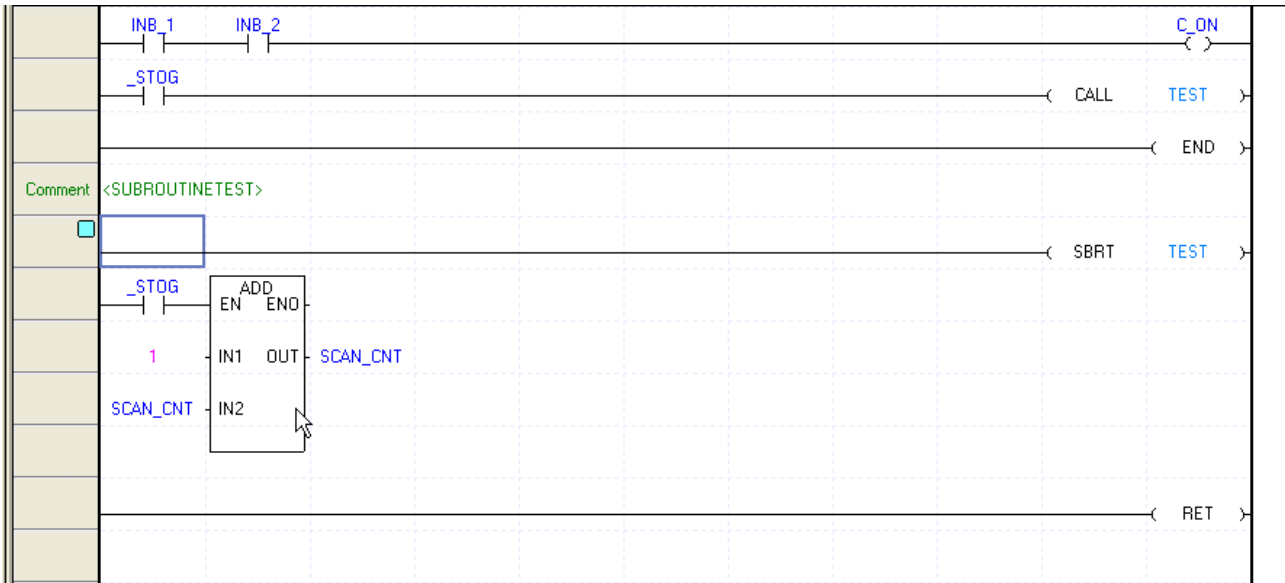 INB_1 INB_2 C_ON
_STOG CALL TEST
END
Comment <SUBROUTINETEST>
SBRT TEST
_STOG ADD
EN ENO
1 IN1 OUT SCAN_CNT
SCAN_CNT IN2
RET